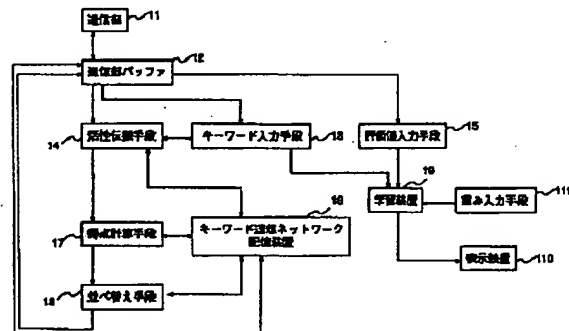 通信部 11
12
通信部バッファ
活性伝播手段 キーワード入力手段 13 評価値入力手段 15
14
19
16 学習装置 重み入力手段 111
得点計算手段 キーワード連想ネットワーク
記憶装置
17
表示装置 110
並べ替え手段
18